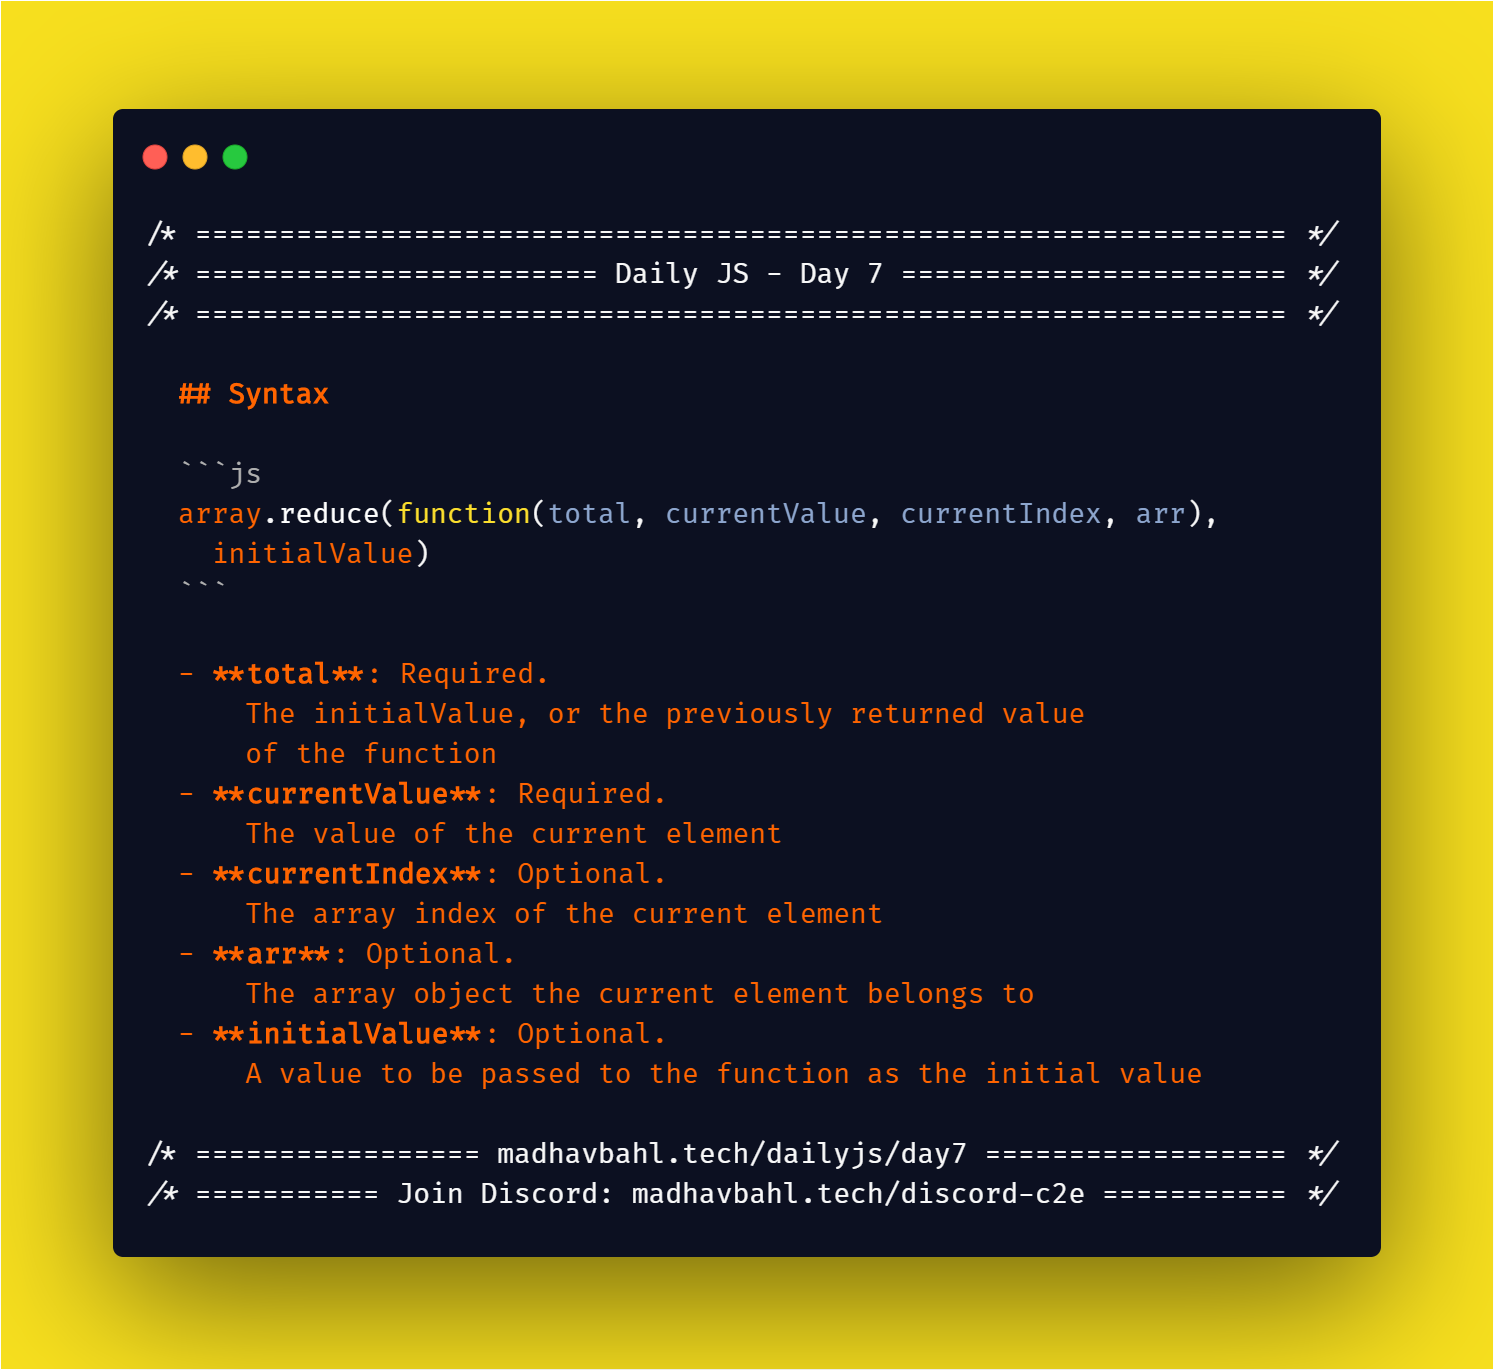 /* ================================================================= */
/* ======================== Daily JS - Day 7 ======================= */
/* ================================================================= */
## Syntax
```js
array.reduce(function(total, currentValue, currentIndex, arr),
initialValue)
```
- **total**: Required.
The initialValue, or the previously returned value
of the function
- **currentValue**: Required.
The value of the current element
- **currentIndex**: Optional.
The array index of the current element
- **arr**: Optional.
The array object the current element belongs to
- **initialValue**: Optional.
A value to be passed to the function as the initial value
/* ================= madhavbahl.tech/dailyjs/day7 ================== */
/* =========== Join Discord: madhavbahl.tech/discord-c2e =========== */